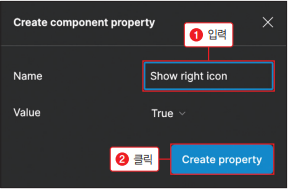 Create component property
1 입력
Name
Show right icon
Value
True
2 클릭
Create property